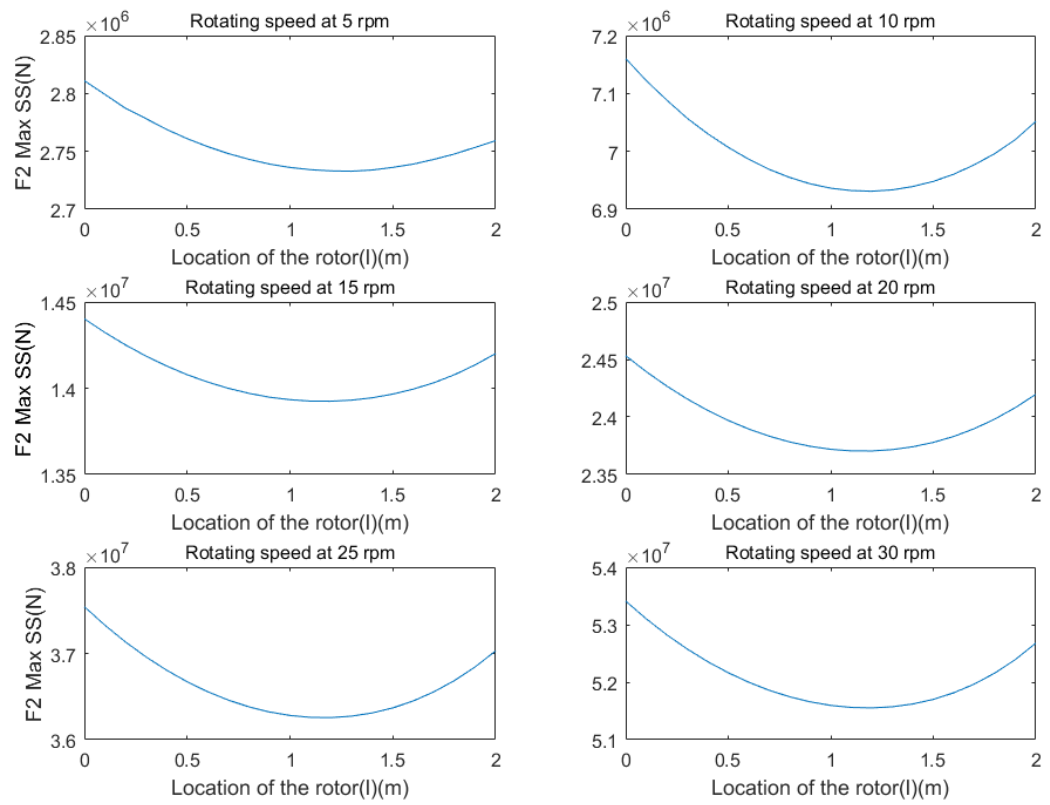 Rotating speed at 5 rpm
×10^6
2.85
2.8
2.75
2.7
F2 Max SS(N)
0 0.5 1 1.5 2
Location of the rotor(l)(m)
Rotating speed at 10 rpm
×10^6
7.2
7.1
7
6.9
0 0.5 1 1.5 2
Location of the rotor(l)(m)
Rotating speed at 15 rpm
×10^7
1.45
1.4
1.35
F2 Max SS(N)
0 0.5 1 1.5 2
Location of the rotor(l)(m)
Rotating speed at 20 rpm
×10^7
2.5
2.45
2.4
2.35
0 0.5 1 1.5 2
Location of the rotor(l)(m)
Rotating speed at 25 rpm
×10^7
3.8
3.7
3.6
F2 Max SS(N)
0 0.5 1 1.5 2
Location of the rotor(l)(m)
Rotating speed at 30 rpm
×10^7
5.4
5.3
5.2
5.1
0 0.5 1 1.5 2
Location of the rotor(l)(m)